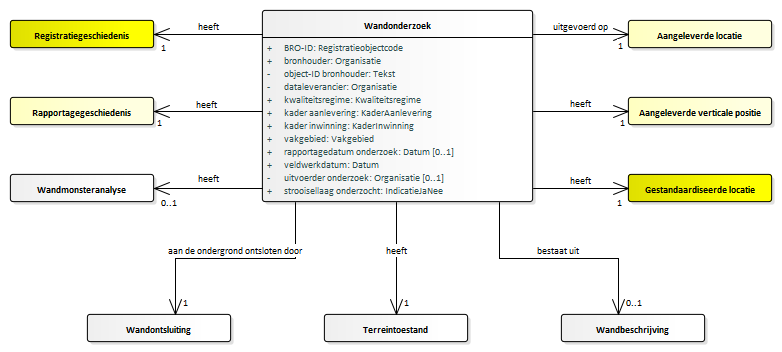 Wandonderzoek
+ BRO-ID: Registratieobjectcode
+ bronhouder: Organisatie
- object-ID bronhouder: Tekst
- dataleverancier: Organisatie
+ kwaliteitsregime: Kwaliteitsregime
+ kader aanlevering: KaderAanlevering
+ kader inwinning: KaderInwinning
+ vakgebied: Vakgebied
+ rapportagedatum onderzoek: Datum [0..1]
+ veldwerkdatum: Datum
- uitvoerder onderzoek: Organisatie [0..1]
+ strooisellaag onderzocht: IndicatieJaNee
Registratiegeschiedenis
heeft
1
Rapportagegeschiedenis
heeft
1
Wandmonsteranalyse
heeft
0..1
uitgevoerd op
1
Aangeleverde locatie
heeft
1
Aangeleverde verticale positie
heeft
1
Gestandaardiseerde locatie
aan de ondergrond ontsloten door
1
Wandontsluiting
heeft
1
Terreintoestand
bestaat uit
0..1
Wandbeschrijving